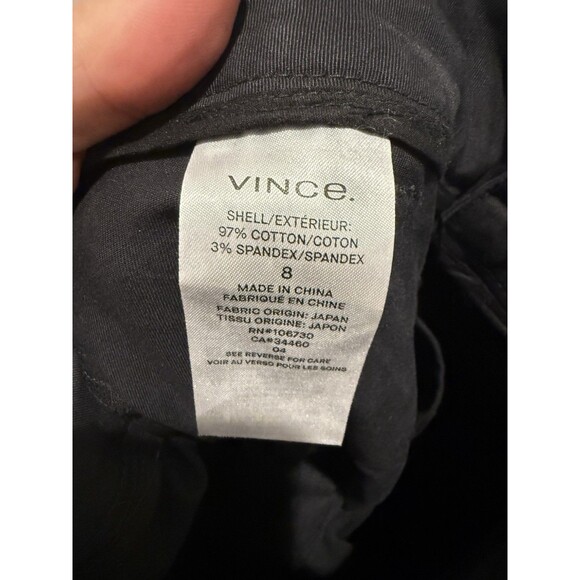 VINCE.
SHELL/EXTÉRIEUR:
97% COTTON/COTON
3% SPANDEX/SPANDEX
8
MADE IN CHINA
FABRIQUÉ EN CHINE
FABRIC ORIGIN: JAPAN
TISSU ORIGINE: JAPON
RN#106730
CA#34460
04
SEE REVERSE FOR CARE
VOIR AU VERSO POUR LES SOINS